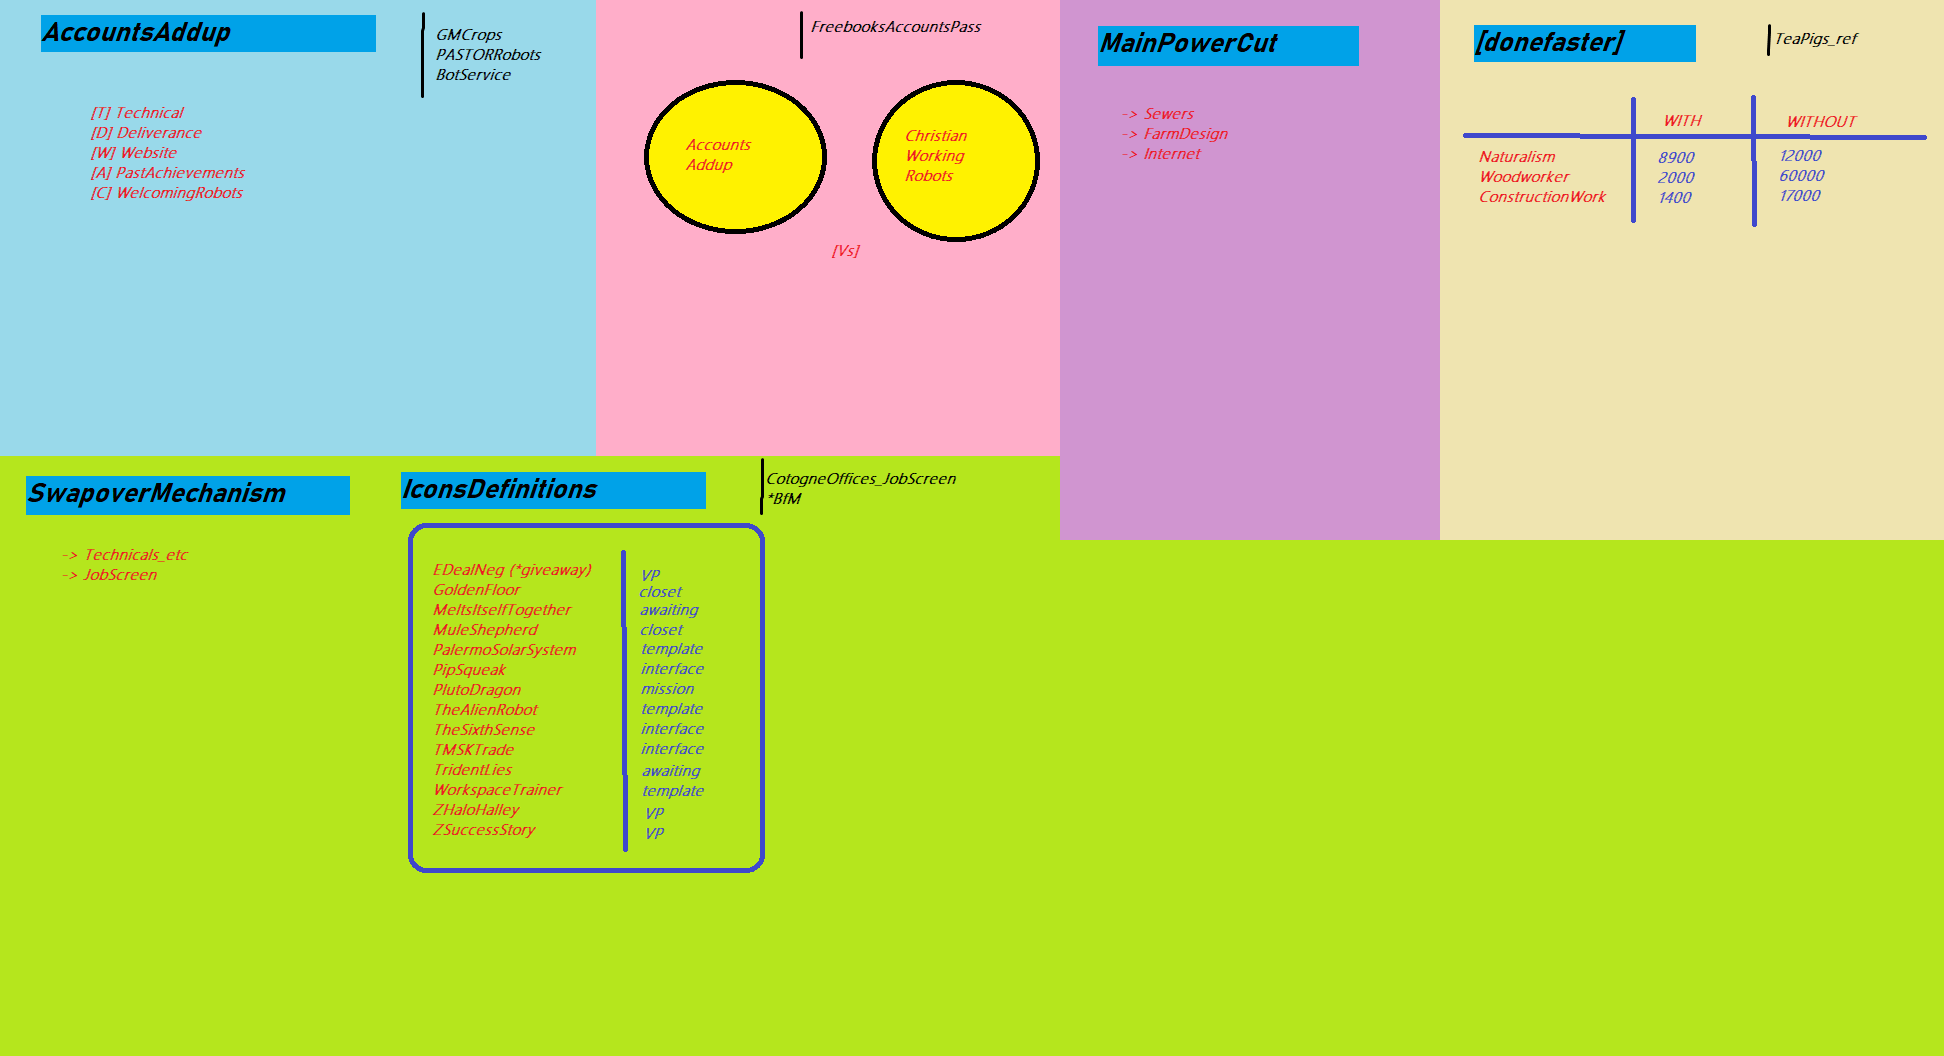 AccountsAddup
GMCrops
PASTORRobots
BotService
[T] Technical
[D] Deliverance
[W] Website
[A] PastAchievements
[C] WelcomingRobots
FreebooksAccountsPass
Accounts
Addup
Christian
Working
Robots
[Vs]
MainPowerCut
-> Sewers
-> FarmDesign
-> Internet
[donefaster]
TeaPigs_ref
WITH WITHOUT
Naturalism 8900 12000
Woodworker 2000 60000
ConstructionWork 1400 17000
SwapoverMechanism
-> Technicals_etc
-> JobScreen
IconsDefinitions
CotogneOffices_JobScreen
*BfM
EDealNeg (*giveaway) VP
GoldenFloor closet
MeltsItselfTogether awaiting
MuleShepherd closet
PalermoSolarSystem template
PipSqueak interface
PlutoDragon mission
TheAlienRobot template
TheSixthSense interface
TMSKTrade interface
TridentLies awaiting
WorkspaceTrainer template
ZHaloHalley VP
ZSuccessStory VP